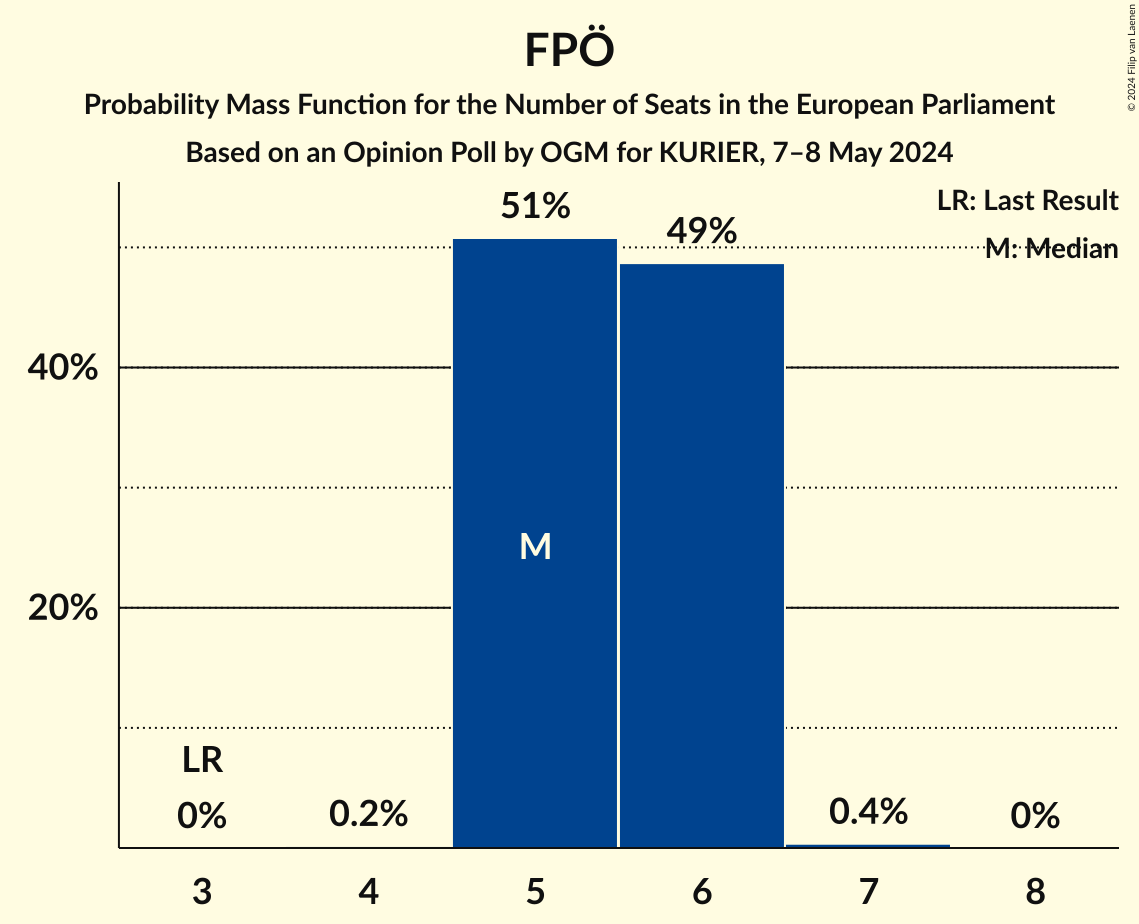 FPÖ
Probability Mass Function for the Number of Seats in the European Parliament
Based on an Opinion Poll by OGM for KURIER, 7–8 May 2024
© 2024 Filip van Laenen
LR: Last Result
M: Median
51%
49%
40%
20%
M
LR
0%
0.2%
0.4%
0%
3
4
5
6
7
8